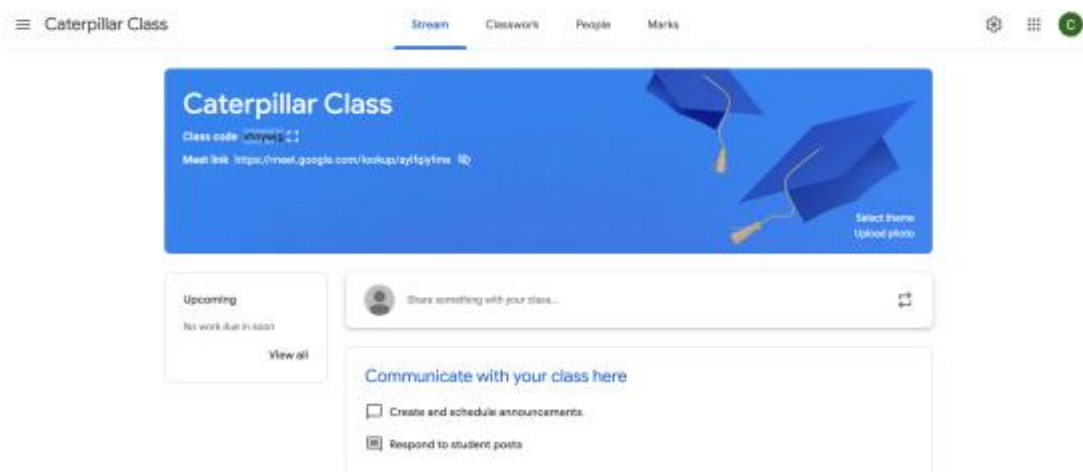 Caterpillar Class
Stream Classwork People Marks
C
Caterpillar Class
Class code
Meet link https://meet.google.com/lookup/
Select theme
Upload photo
Upcoming
No work due in soon
View all
Share something with your class...
Communicate with your class here
Create and schedule announcements
Respond to student posts